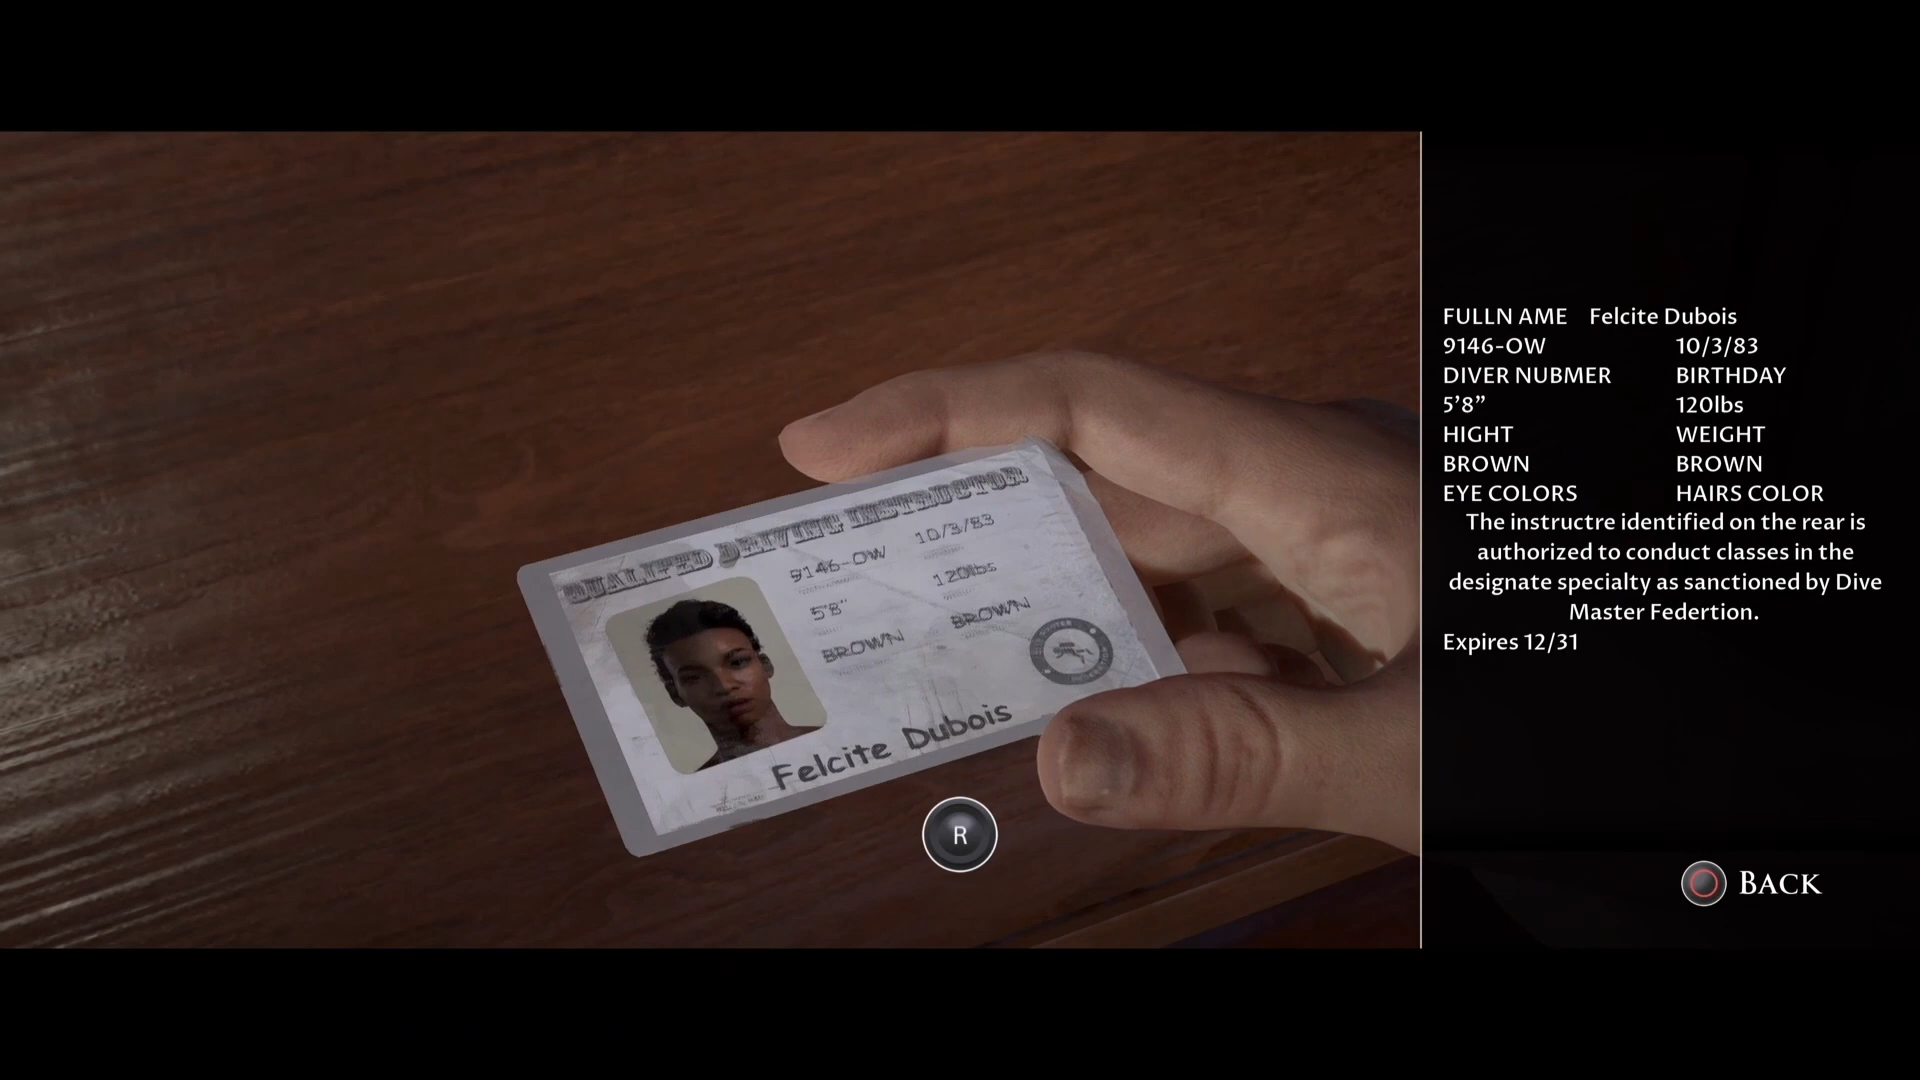 QUALIFED DRIVING INSTRUCTOR
9146-OW 10/3/83
5'8" 120lbs
BROWN BROWN
Felcite Dubois
R
FULLN AME Felcite Dubois
9146-OW 10/3/83
DIVER NUBMER BIRTHDAY
5’8” 120lbs
HIGHT WEIGHT
BROWN BROWN
EYE COLORS HAIRS COLOR
The instructre identified on the rear is
authorized to conduct classes in the
designate specialty as sanctioned by Dive
Master Federtion.
Expires 12/31
BACK